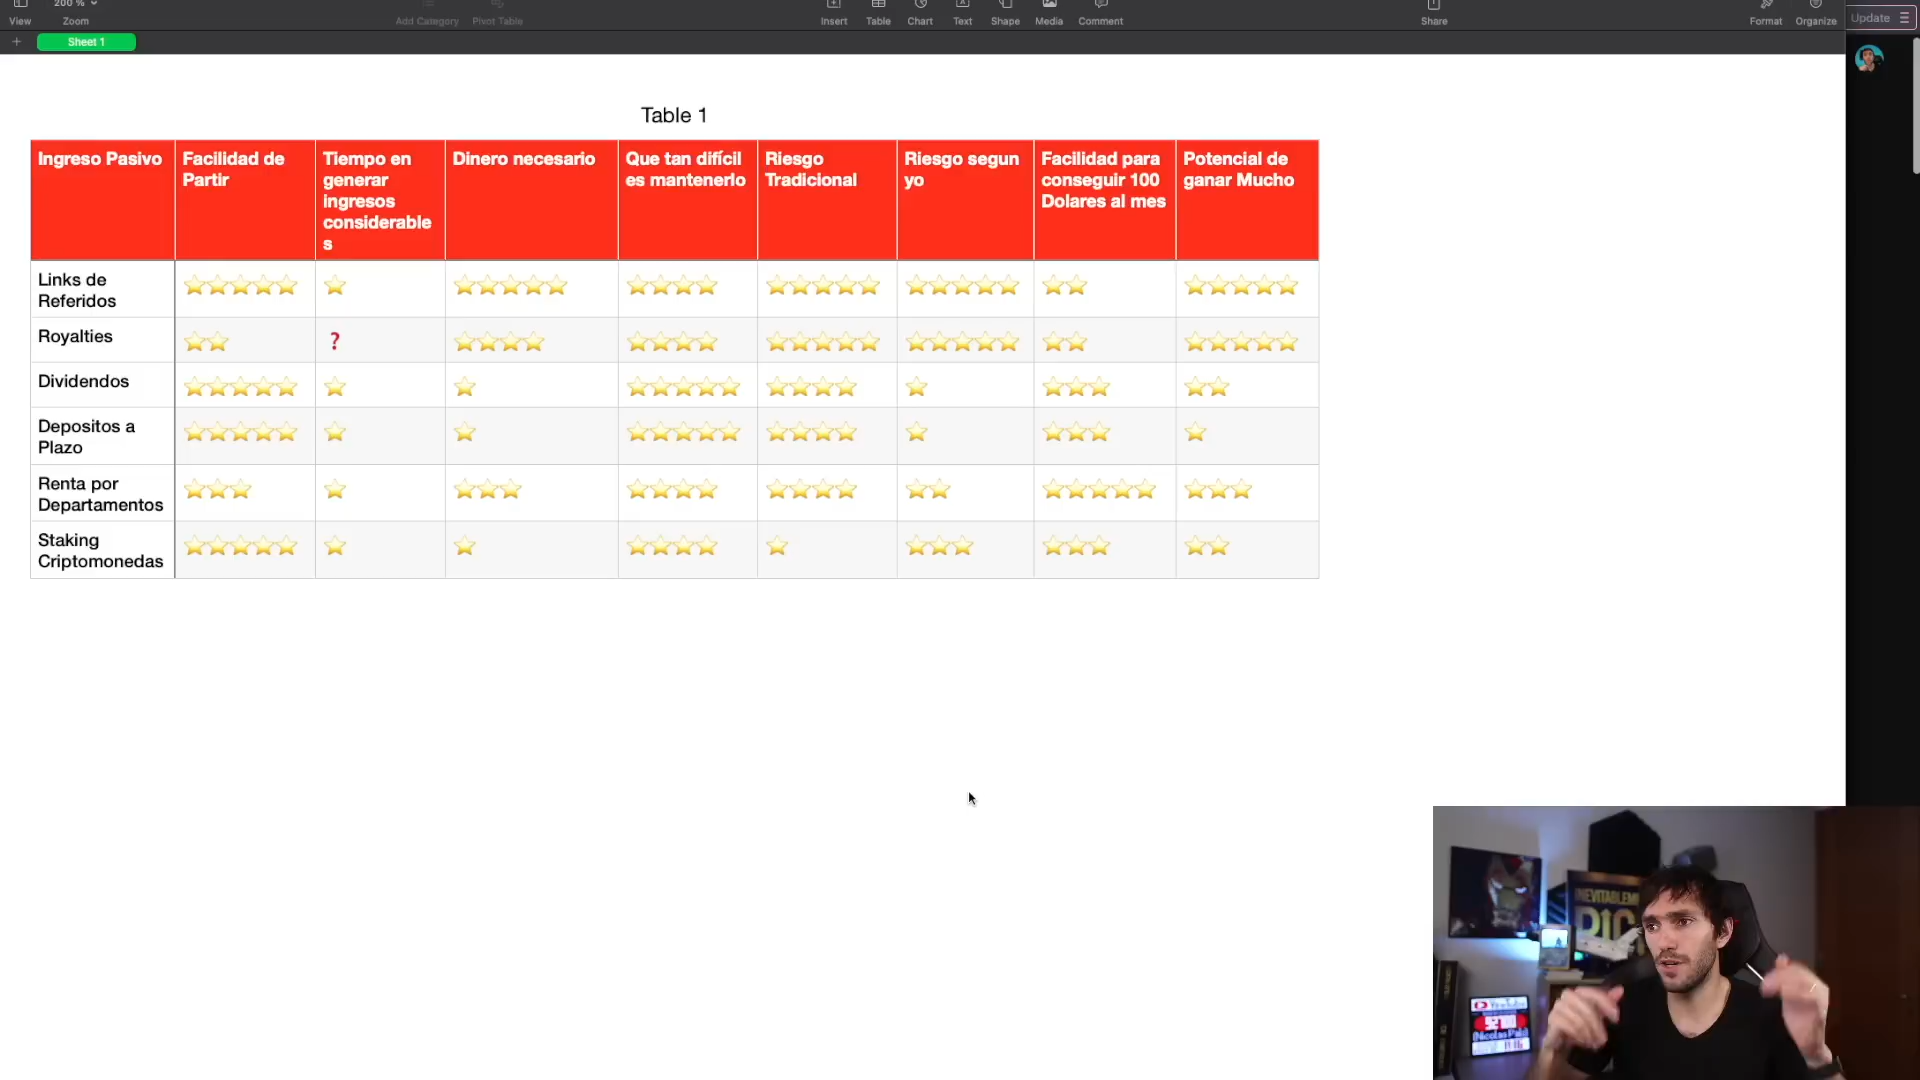 200 %
View
Zoom
Add Category
Pivot Table
Insert
Table
Chart
Text
Shape
Media
Comment
Share
Format
Organize
Update
Sheet 1
Table 1
Ingreso Pasivo
Facilidad de
Partir
Tiempo en
generar
ingresos
considerable
s
Dinero necesario
Que tan difícil
es mantenerlo
Riesgo
Tradicional
Riesgo segun
yo
Facilidad para
conseguir 100
Dolares al mes
Potencial de
ganar Mucho
Links de
Referidos
Royalties
?
Dividendos
Depositos a
Plazo
Renta por
Departamentos
Staking
Criptomonedas
YouTube